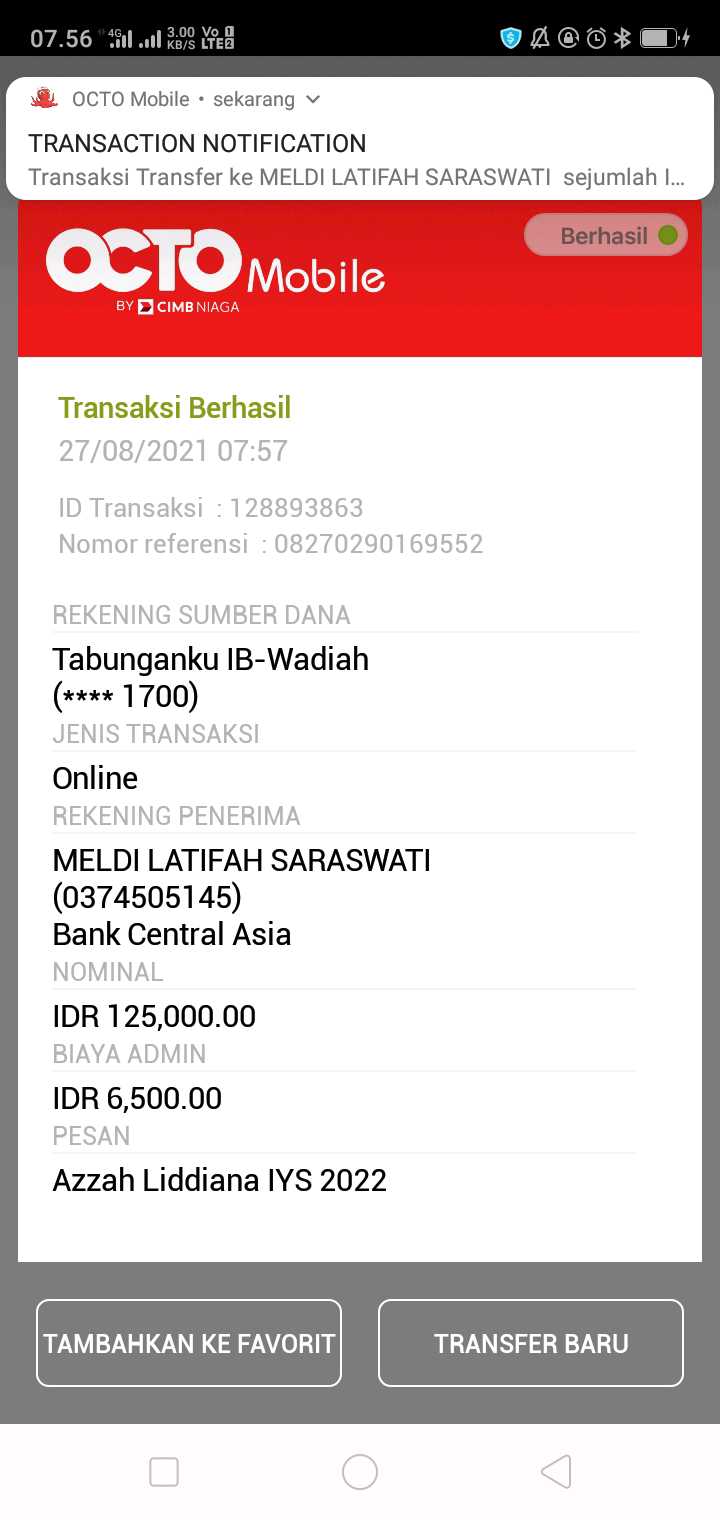 07.56 4G 3.00 KB/S Vo LTE 1 2
OCTO Mobile • sekarang
TRANSACTION NOTIFICATION
Transaksi Transfer ke MELDI LATIFAH SARASWATI sejumlah I...
Berhasil
OCTO Mobile
BY CIMB NIAGA
Transaksi Berhasil
27/08/2021 07:57
ID Transaksi : 128893863
Nomor referensi : 08270290169552
REKENING SUMBER DANA
Tabunganku IB-Wadiah
(**** 1700)
JENIS TRANSAKSI
Online
REKENING PENERIMA
MELDI LATIFAH SARASWATI
(0374505145)
Bank Central Asia
NOMINAL
IDR 125,000.00
BIAYA ADMIN
IDR 6,500.00
PESAN
Azzah Liddiana IYS 2022
TAMBAHKAN KE FAVORIT
TRANSFER BARU